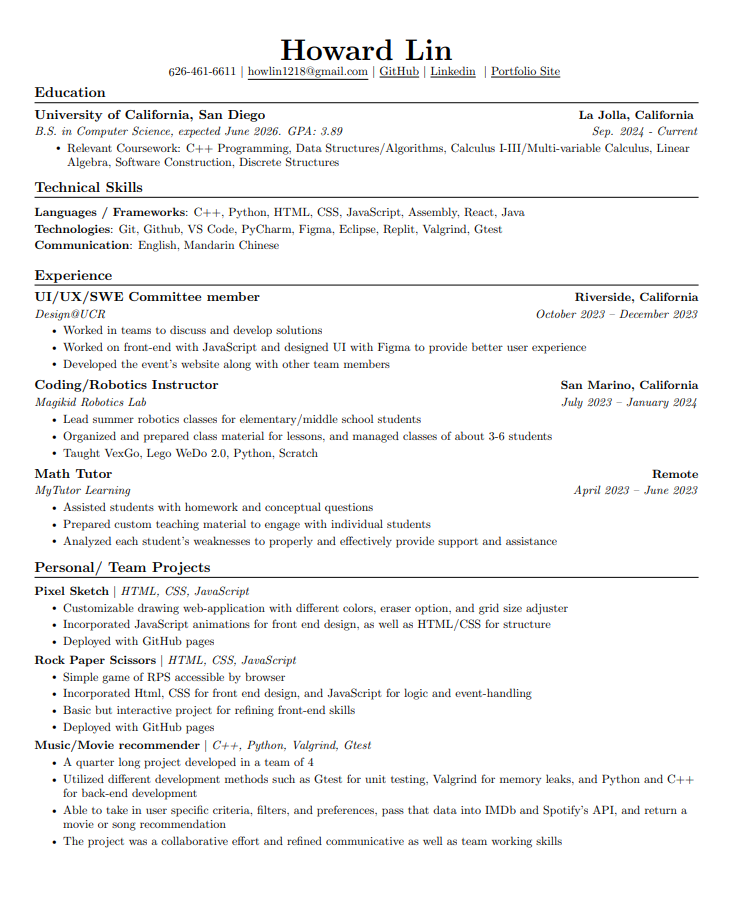 Howard Lin
626-461-6611 | howlin1218@gmail.com | GitHub | Linkedin | Portfolio Site
Education
University of California, San Diego La Jolla, California
B.S. in Computer Science, expected June 2026. GPA: 3.89 Sep. 2024 - Current
• Relevant Coursework: C++ Programming, Data Structures/Algorithms, Calculus I-III/Multi-variable Calculus, Linear
Algebra, Software Construction, Discrete Structures
Technical Skills
Languages / Frameworks: C++, Python, HTML, CSS, JavaScript, Assembly, React, Java
Technologies: Git, Github, VS Code, PyCharm, Figma, Eclipse, Replit, Valgrind, Gtest
Communication: English, Mandarin Chinese
Experience
UI/UX/SWE Committee member Riverside, California
Design@UCR October 2023 – December 2023
• Worked in teams to discuss and develop solutions
• Worked on front-end with JavaScript and designed UI with Figma to provide better user experience
• Developed the event's website along with other team members
Coding/Robotics Instructor San Marino, California
Magikid Robotics Lab July 2023 – January 2024
• Lead summer robotics classes for elementary/middle school students
• Organized and prepared class material for lessons, and managed classes of about 3-6 students
• Taught VexGo, Lego WeDo 2.0, Python, Scratch
Math Tutor Remote
MyTutor Learning April 2023 – June 2023
• Assisted students with homework and conceptual questions
• Prepared custom teaching material to engage with individual students
• Analyzed each student's weaknesses to properly and effectively provide support and assistance
Personal/ Team Projects
Pixel Sketch | HTML, CSS, JavaScript
• Customizable drawing web-application with different colors, eraser option, and grid size adjuster
• Incorporated JavaScript animations for front end design, as well as HTML/CSS for structure
• Deployed with GitHub pages
Rock Paper Scissors | HTML, CSS, JavaScript
• Simple game of RPS accessible by browser
• Incorporated Html, CSS for front end design, and JavaScript for logic and event-handling
• Basic but interactive project for refining front-end skills
• Deployed with GitHub pages
Music/Movie recommender | C++, Python, Valgrind, Gtest
• A quarter long project developed in a team of 4
• Utilized different development methods such as Gtest for unit testing, Valgrind for memory leaks, and Python and C++
for back-end development
• Able to take in user specific criteria, filters, and preferences, pass that data into IMDb and Spotify's API, and return a
movie or song recommendation
• The project was a collaborative effort and refined communicative as well as team working skills